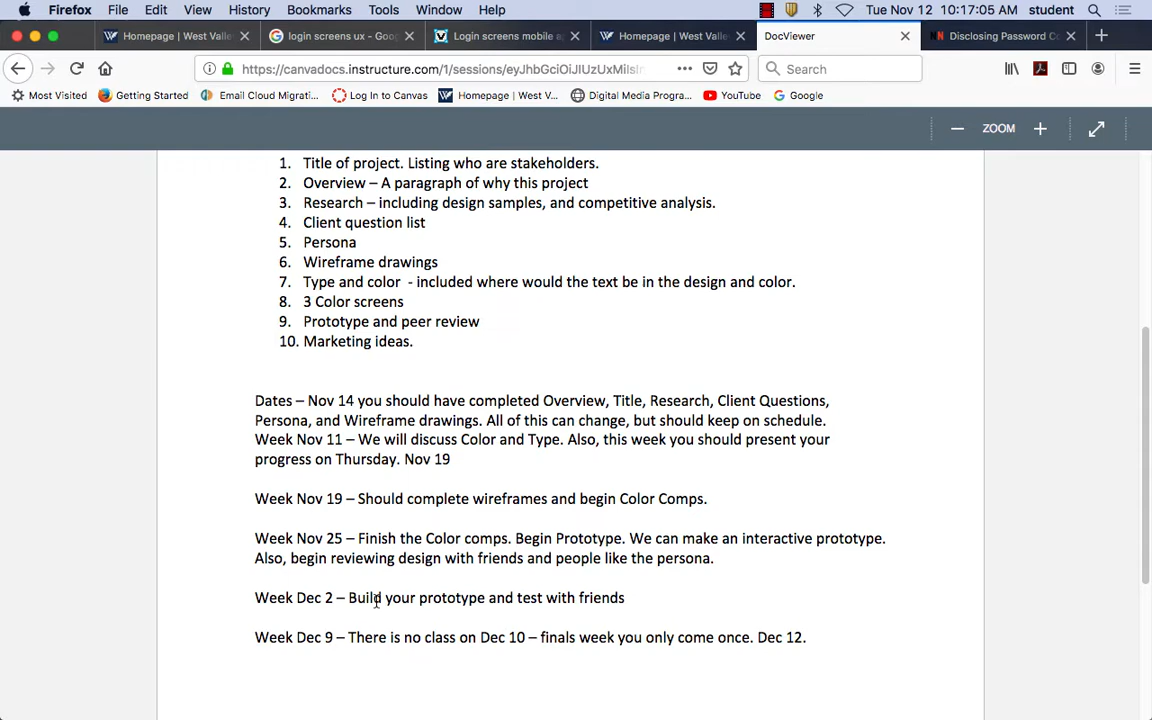 Firefox File Edit View History Bookmarks Tools Window Help Tue Nov 12 10:17:05 AM student
Homepage | West Valle login screens ux - Goo Login screens mobile a Homepage | West Valle DocViewer Disclosing Password Co
https://canvadocs.instructure.com/1/sessions/eyJhbGciOiJIUzUxMiIsIn Search
Most Visited Getting Started Email Cloud Migrati... Log In to Canvas Homepage | West V... Digital Media Progra... YouTube Google
ZOOM
1. Title of project. Listing who are stakeholders.
2. Overview – A paragraph of why this project
3. Research – including design samples, and competitive analysis.
4. Client question list
5. Persona
6. Wireframe drawings
7. Type and color - included where would the text be in the design and color.
8. 3 Color screens
9. Prototype and peer review
10. Marketing ideas.
Dates – Nov 14 you should have completed Overview, Title, Research, Client Questions,
Persona, and Wireframe drawings. All of this can change, but should keep on schedule.
Week Nov 11 – We will discuss Color and Type. Also, this week you should present your
progress on Thursday. Nov 19
Week Nov 19 – Should complete wireframes and begin Color Comps.
Week Nov 25 – Finish the Color comps. Begin Prototype. We can make an interactive prototype.
Also, begin reviewing design with friends and people like the persona.
Week Dec 2 – Build your prototype and test with friends
Week Dec 9 – There is no class on Dec 10 – finals week you only come once. Dec 12.